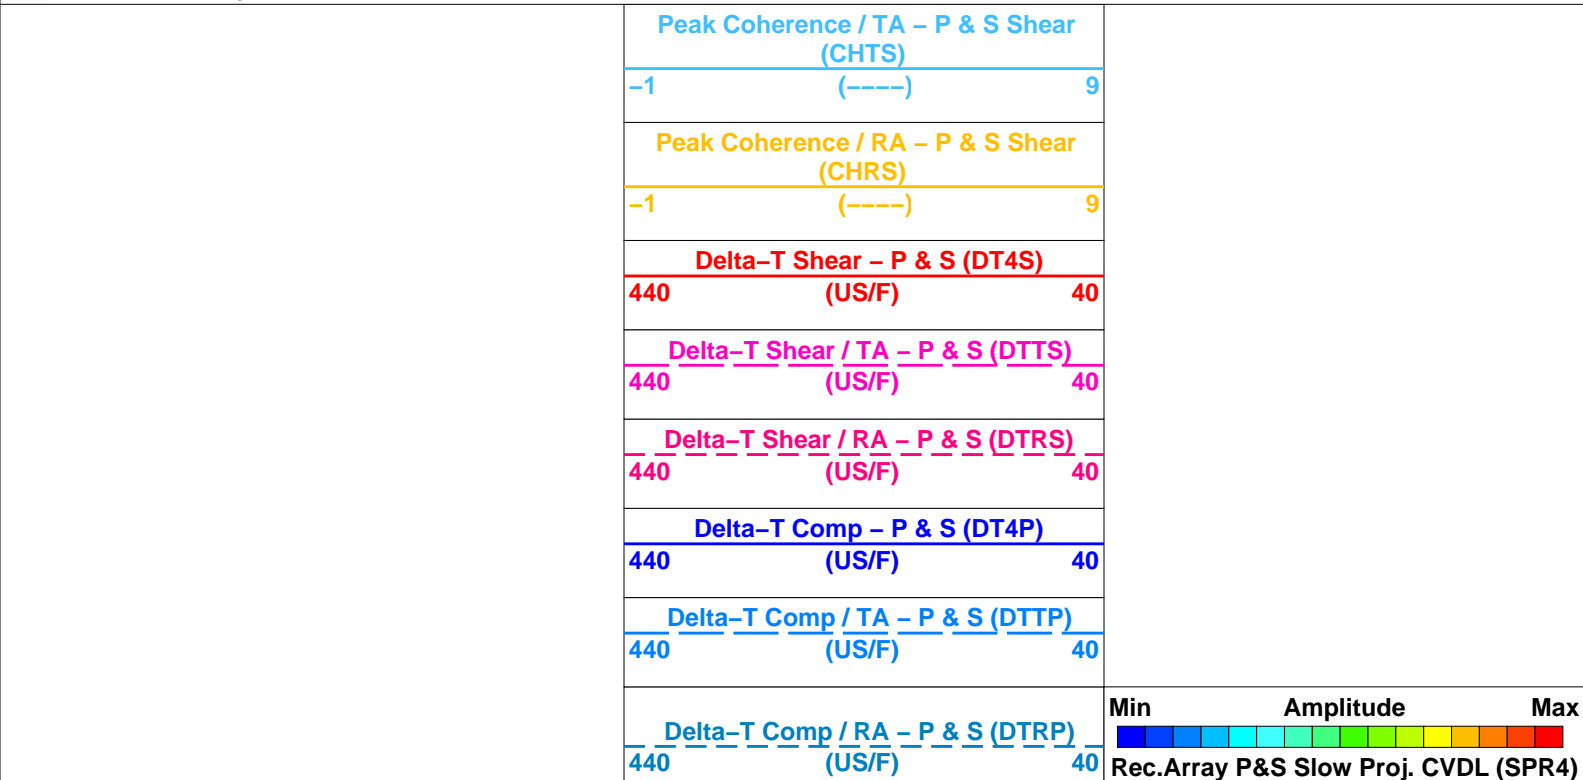 Peak Coherence / TA – P & S Shear
(CHTS)
–1 (––––) 9
Peak Coherence / RA – P & S Shear
(CHRS)
–1 (––––) 9
Delta–T Shear – P & S (DT4S)
440 (US/F) 40
Delta–T Shear / TA – P & S (DTTS)
440 (US/F) 40
Delta–T Shear / RA – P & S (DTRS)
440 (US/F) 40
Delta–T Comp – P & S (DT4P)
440 (US/F) 40
Delta–T Comp / TA – P & S (DTTP)
440 (US/F) 40
Delta–T Comp / RA – P & S (DTRP)
440 (US/F) 40
Min Amplitude Max
Rec.Array P&S Slow Proj. CVDL (SPR4)